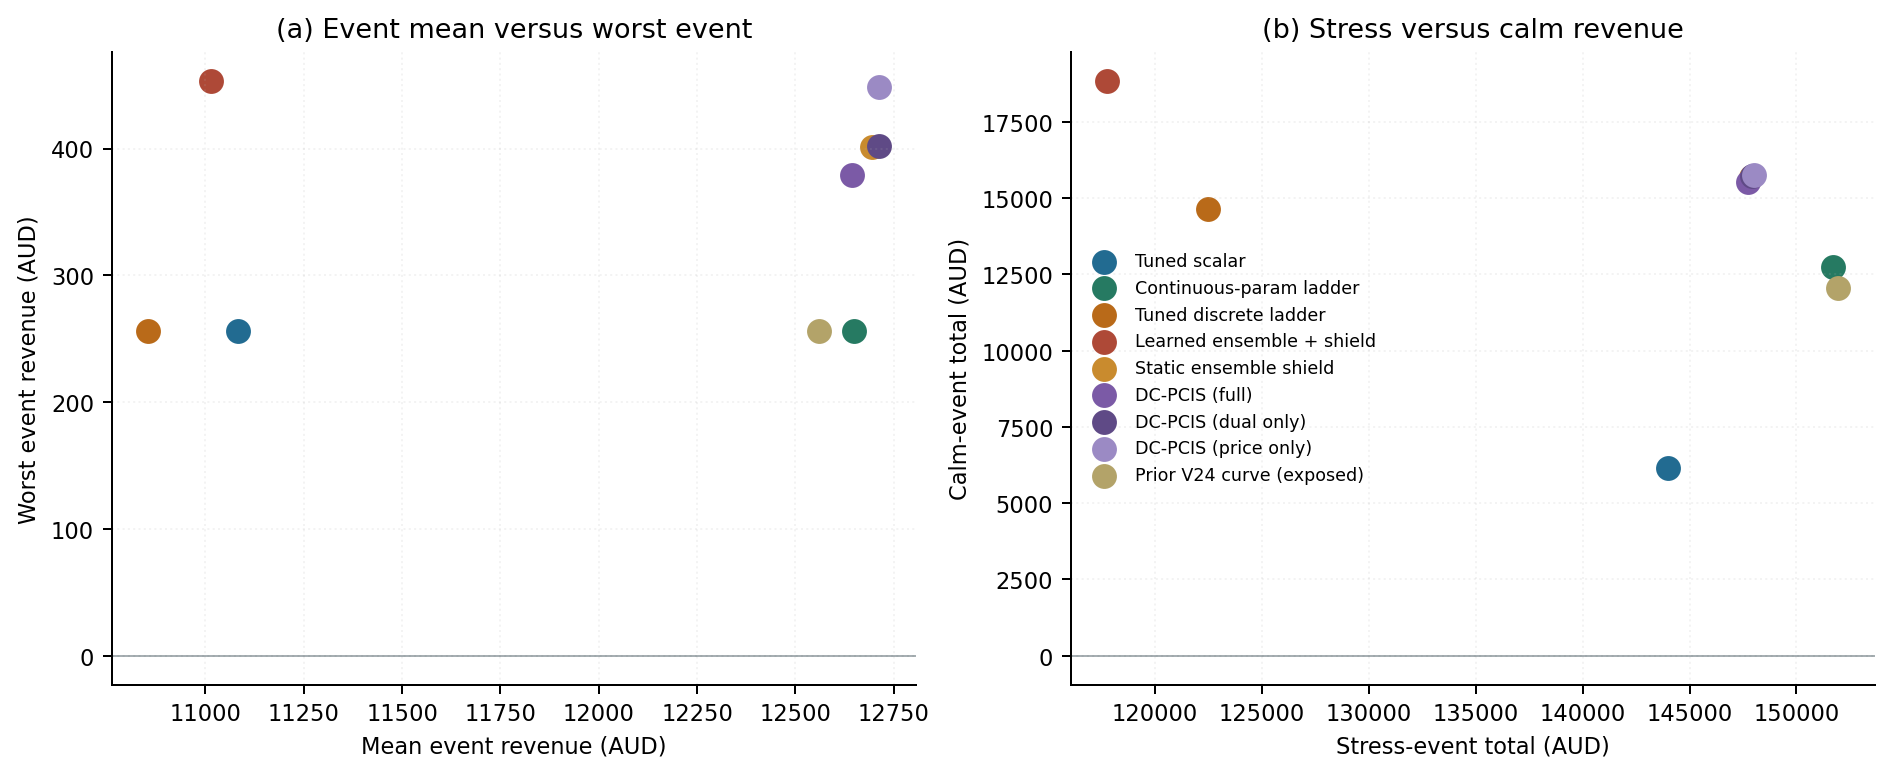 (a) Event mean versus worst event
Worst event revenue (AUD)
400
300
200
100
0
11000 11250 11500 11750 12000 12250 12500 12750
Mean event revenue (AUD)
(b) Stress versus calm revenue
Calm-event total (AUD)
17500
15000
12500
10000
7500
5000
2500
0
Tuned scalar
Continuous-param ladder
Tuned discrete ladder
Learned ensemble + shield
Static ensemble shield
DC-PCIS (full)
DC-PCIS (dual only)
DC-PCIS (price only)
Prior V24 curve (exposed)
120000 125000 130000 135000 140000 145000 150000
Stress-event total (AUD)